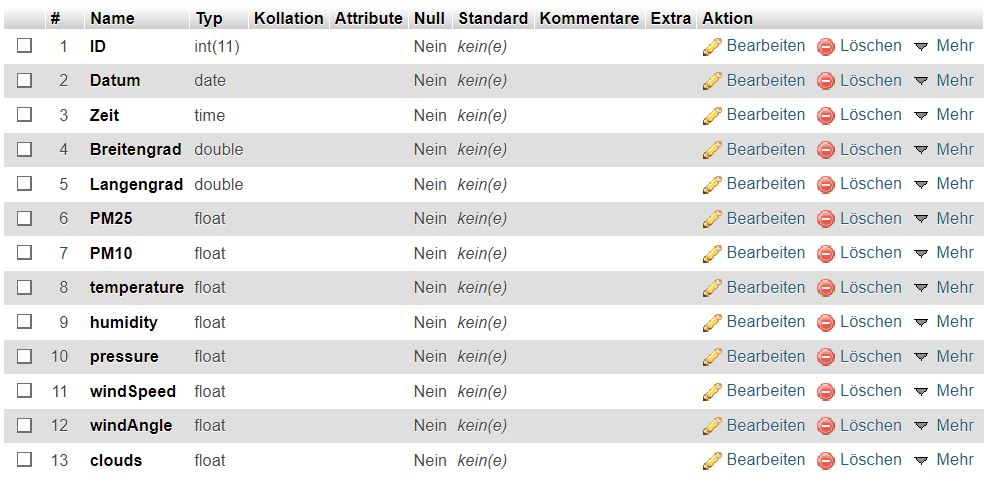 # Name Typ Kollation Attribute Null Standard Kommentare Extra Aktion
1 ID int(11) Nein kein(e) Bearbeiten Löschen Mehr
2 Datum date Nein kein(e) Bearbeiten Löschen Mehr
3 Zeit time Nein kein(e) Bearbeiten Löschen Mehr
4 Breitengrad double Nein kein(e) Bearbeiten Löschen Mehr
5 Langengrad double Nein kein(e) Bearbeiten Löschen Mehr
6 PM25 float Nein kein(e) Bearbeiten Löschen Mehr
7 PM10 float Nein kein(e) Bearbeiten Löschen Mehr
8 temperature float Nein kein(e) Bearbeiten Löschen Mehr
9 humidity float Nein kein(e) Bearbeiten Löschen Mehr
10 pressure float Nein kein(e) Bearbeiten Löschen Mehr
11 windSpeed float Nein kein(e) Bearbeiten Löschen Mehr
12 windAngle float Nein kein(e) Bearbeiten Löschen Mehr
13 clouds float Nein kein(e) Bearbeiten Löschen Mehr